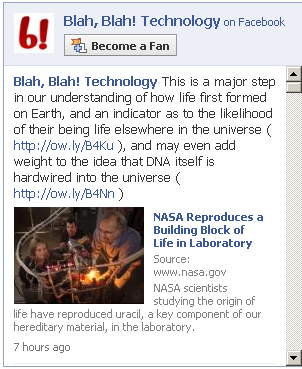 b!
Blah, Blah! Technology on Facebook
Become a Fan
Blah, Blah! Technology This is a major step
in our understanding of how life first formed
on Earth, and an indicator as to the likelihood
of their being life elsewhere in the universe (
http://ow.ly/B4Ku ), and may even add
weight to the idea that DNA itself is
hardwired into the universe (
http://ow.ly/B4Nn )
NASA Reproduces a
Building Block of
Life in Laboratory
Source:
www.nasa.gov
NASA scientists
studying the origin of
life have reproduced uracil, a key component of our
hereditary material, in the laboratory.
7 hours ago